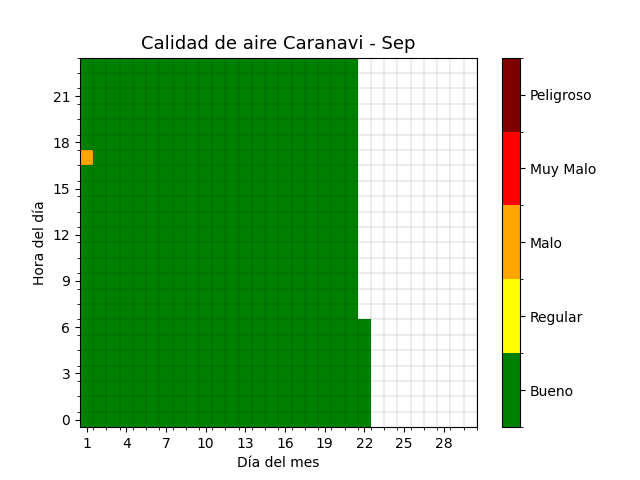 Calidad de aire Caranavi - Sep
Hora del día
21
18
15
12
9
6
3
0
1 4 7 10 13 16 19 22 25 28
Día del mes
Peligroso
Muy Malo
Malo
Regular
Bueno